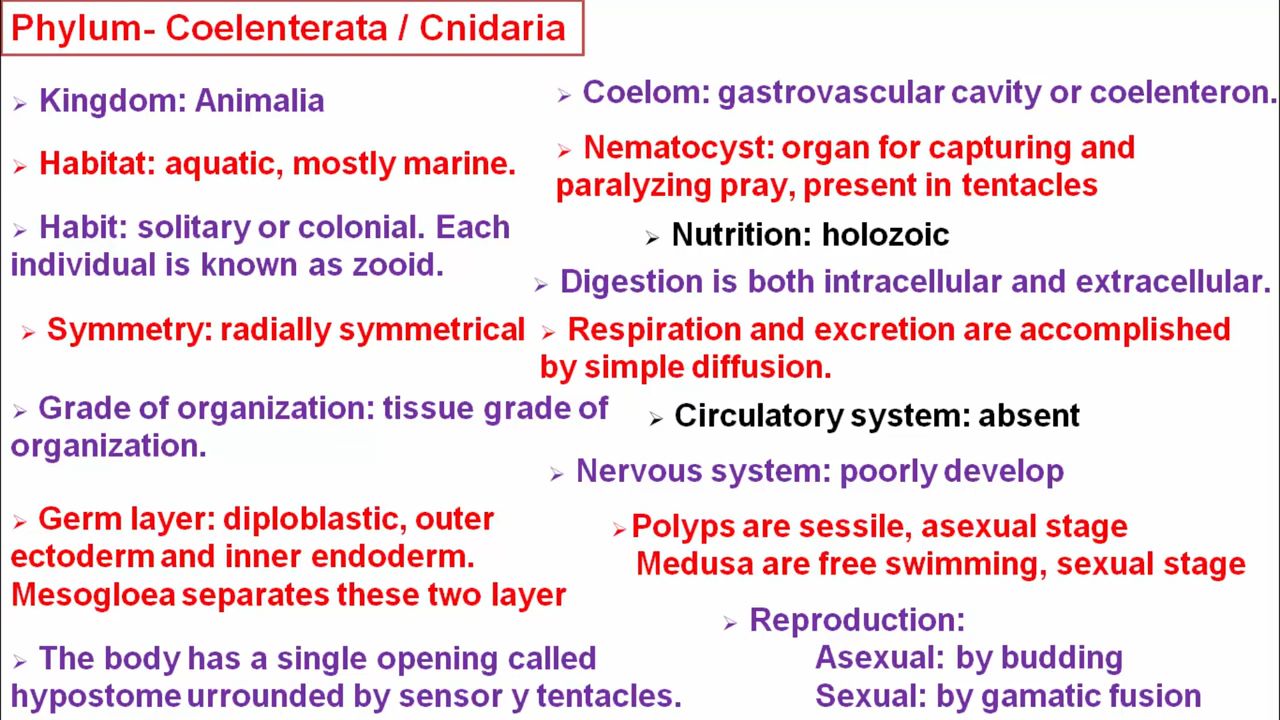 Phylum- Coelenterata / Cnidaria
➢ Kingdom: Animalia
➢ Habitat: aquatic, mostly marine.
➢ Habit: solitary or colonial. Each
individual is known as zooid.
➢ Symmetry: radially symmetrical
➢ Grade of organization: tissue grade of
organization.
➢ Germ layer: diploblastic, outer
ectoderm and inner endoderm.
Mesogloea separates these two layer
➢ The body has a single opening called
hypostome urrounded by sensor y tentacles.
➢ Coelom: gastrovascular cavity or coelenteron.
➢ Nematocyst: organ for capturing and
paralyzing pray, present in tentacles
➢ Nutrition: holozoic
➢ Digestion is both intracellular and extracellular.
➢ Respiration and excretion are accomplished
by simple diffusion.
➢ Circulatory system: absent
➢ Nervous system: poorly develop
➢ Polyps are sessile, asexual stage
Medusa are free swimming, sexual stage
➢ Reproduction:
Asexual: by budding
Sexual: by gamatic fusion